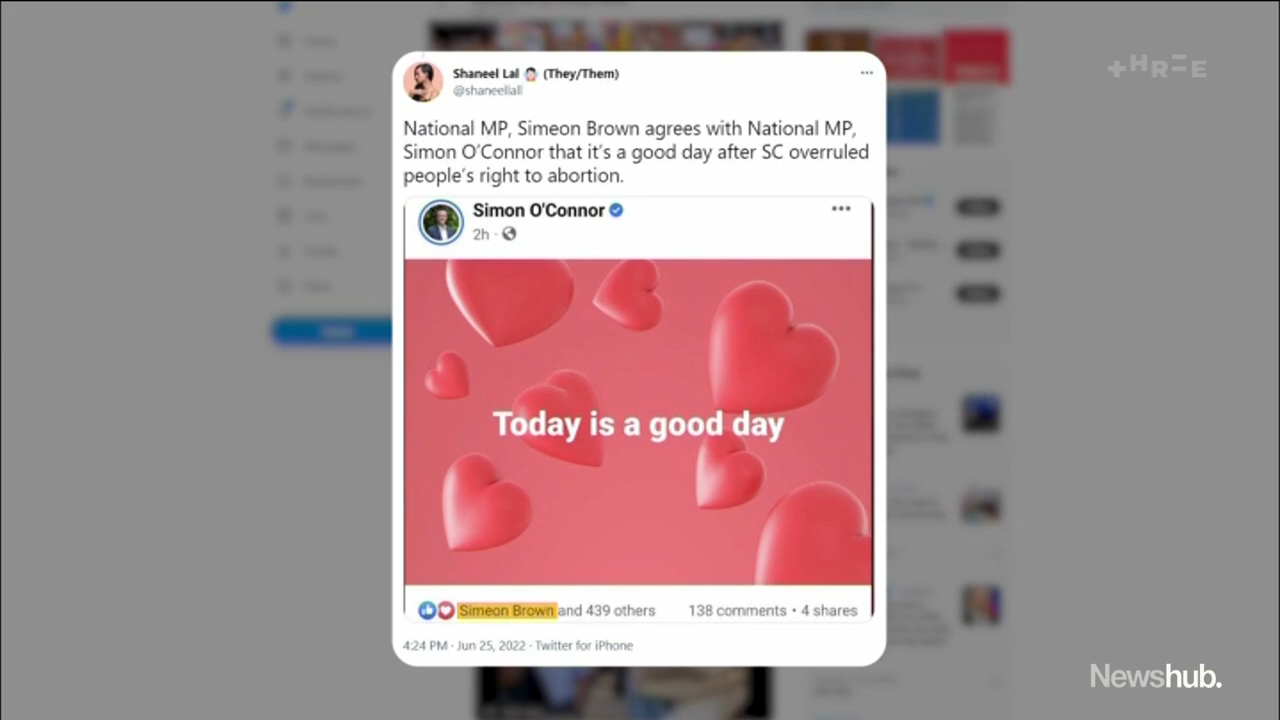 +HR=E
Shaneel Lal 🧑🏻 (They/Them)
@shaneellall
National MP, Simeon Brown agrees with National MP,
Simon O'Connor that it's a good day after SC overruled
people's right to abortion.
Simon O'Connor
2h ·
Today is a good day
Simeon Brown and 439 others 138 comments • 4 shares
4:24 PM · Jun 25, 2022 · Twitter for iPhone
Newshub.